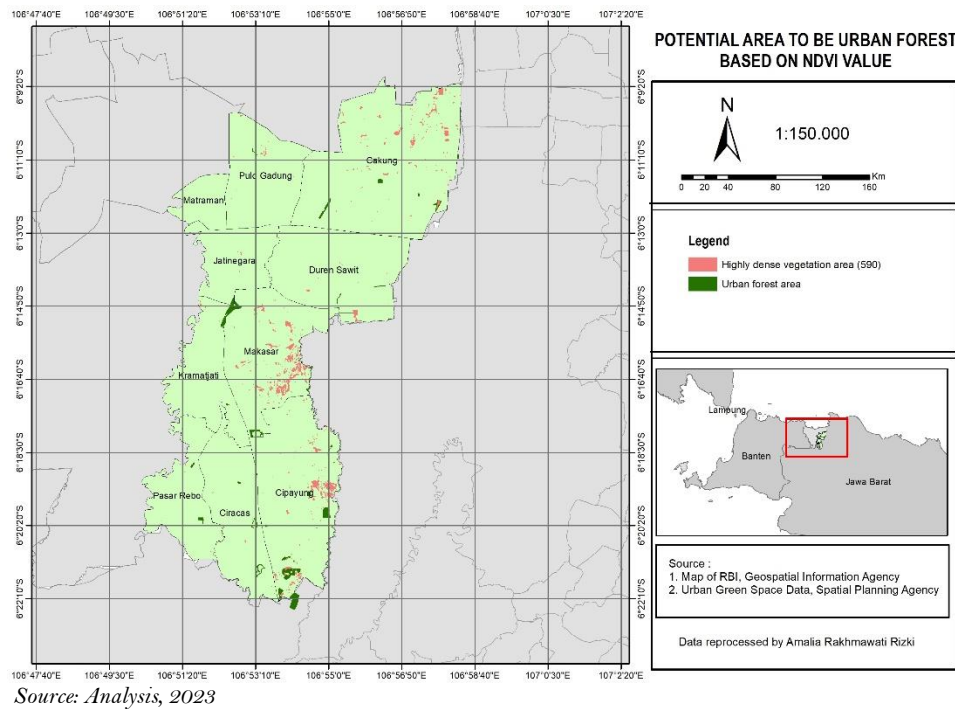 106°47'40"E 106°49'30"E 106°51'20"E 106°53'10"E 106°55'0"E 106°56'50"E 106°58'40"E 107°0'30"E 107°2'20"E
POTENTIAL AREA TO BE URBAN FOREST
BASED ON NDVI VALUE
N
1:150.000
Km
0 20 40 80 120 160
6°9'20"S
6°11'10"S
6°13'0"S
6°14'50"S
6°16'40"S
6°18'30"S
6°20'20"S
6°22'10"S
Cakung
Pulo Gadung
Matraman
Jatinegara
Duren Sawit
Makasar
Kramatjati
Cipayung
Pasar Rebo
Ciracas
6°9'20"S
6°11'10"S
6°13'0"S
6°14'50"S
6°16'40"S
6°18'30"S
6°20'20"S
6°22'10"S
Legend
Highly dense vegetation area (590)
Urban forest area
Lampung
Banten
Jawa Barat
Source :
1. Map of RBI, Geospatial Information Agency
2. Urban Green Space Data, Spatial Planning Agency
Data reprocessed by Amalia Rakhmawati Rizki
106°47'40"E 106°49'30"E 106°51'20"E 106°53'10"E 106°55'0"E 106°56'50"E 106°58'40"E 107°0'30"E 107°2'20"E
Source: Analysis, 2023